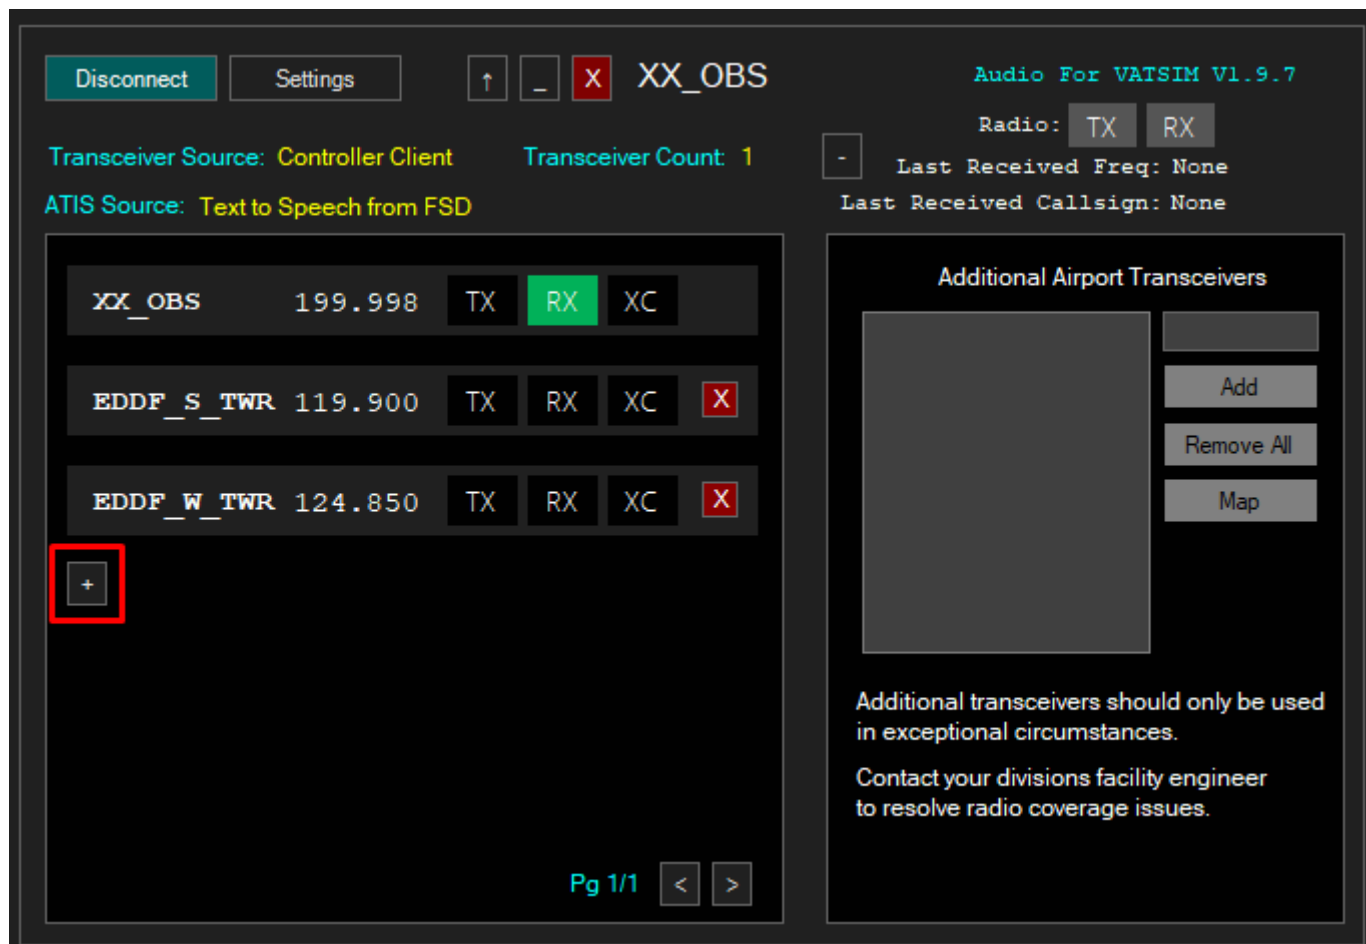 Disconnect Settings ↑ _ X XX_OBS Audio For VATSIM V1.9.7
Radio: TX RX
Transceiver Source: Controller Client Transceiver Count: 1 - Last Received Freq: None
ATIS Source: Text to Speech from FSD Last Received Callsign: None
XX_OBS 199.998 TX RX XC
EDDF_S_TWR 119.900 TX RX XC X
EDDF_W_TWR 124.850 TX RX XC X
+
Pg 1/1 < >
Additional Airport Transceivers
Add
Remove All
Map
Additional transceivers should only be used
in exceptional circumstances.
Contact your divisions facility engineer
to resolve radio coverage issues.